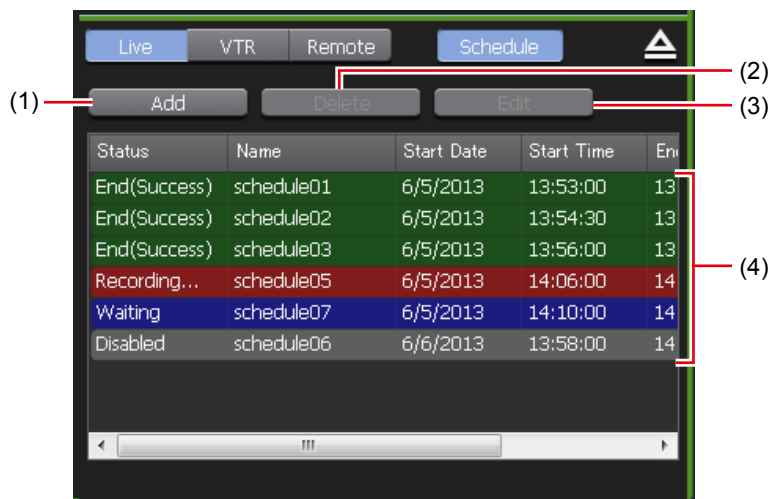 Live VTR Remote Schedule
(2)
(1) Add Delete Edit (3)
Status Name Start Date Start Time
End(Success) schedule01 6/5/2013 13:53:00 13
End(Success) schedule02 6/5/2013 13:54:30 13
End(Success) schedule03 6/5/2013 13:56:00 13
(4)
Recording... schedule05 6/5/2013 14:06:00 14
Waiting schedule07 6/5/2013 14:10:00 14
Disabled schedule06 6/6/2013 13:58:00 14